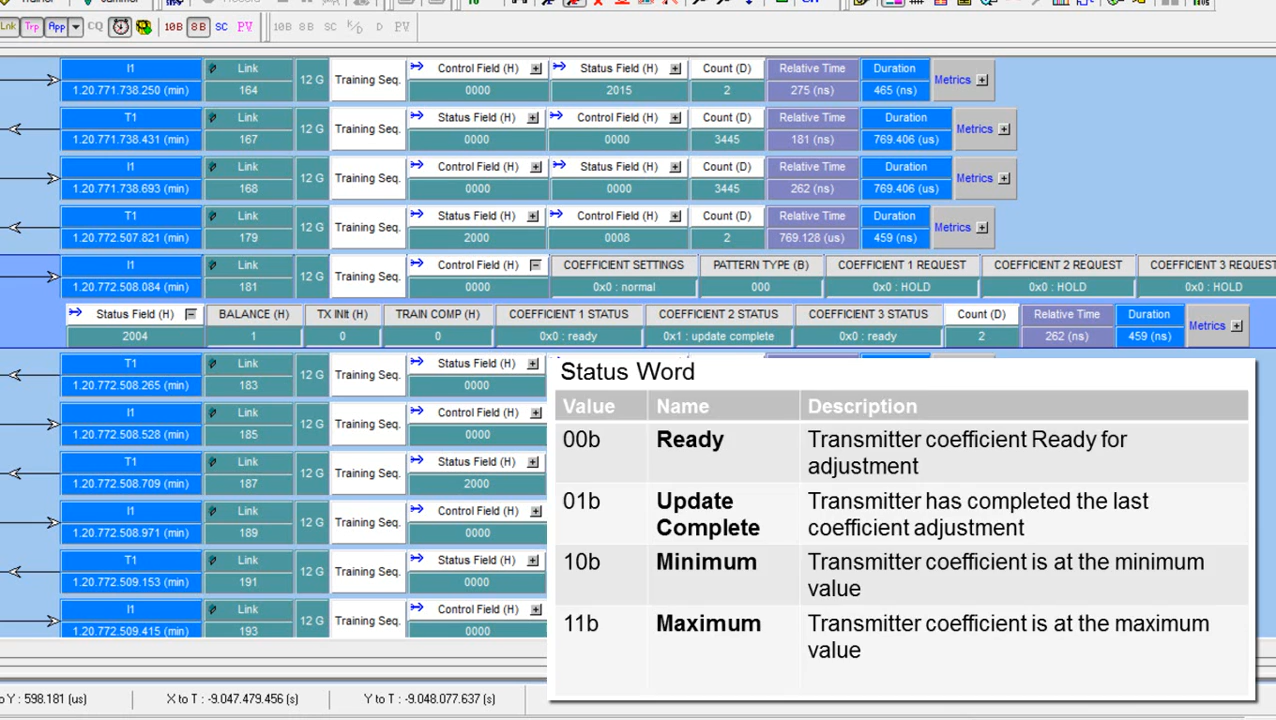 Lnk Trp App CQ 10B 8B SC PV 10B 8B SC K/D D PV
I1 Link 12 G Training Seq. Control Field (H) Status Field (H) Count (D) Relative Time Duration Metrics
1.20.771.738.250 (min) 164 0000 2015 2 275 (ns) 465 (ns)
T1 Link 12 G Training Seq. Status Field (H) Control Field (H) Count (D) Relative Time Duration Metrics
1.20.771.738.431 (min) 167 0000 0000 3445 181 (ns) 769.406 (us)
I1 Link 12 G Training Seq. Control Field (H) Status Field (H) Count (D) Relative Time Duration Metrics
1.20.771.738.693 (min) 168 0000 0000 3445 262 (ns) 769.406 (us)
T1 Link 12 G Training Seq. Status Field (H) Control Field (H) Count (D) Relative Time Duration Metrics
1.20.772.507.821 (min) 179 2000 0008 2 769.128 (us) 459 (ns)
I1 Link 12 G Training Seq. Control Field (H) COEFFICIENT SETTINGS PATTERN TYPE (B) COEFFICIENT 1 REQUEST COEFFICIENT 2 REQUEST COEFFICIENT 3 REQUEST
1.20.772.508.084 (min) 181 0000 0x0 : normal 000 0x0 : HOLD 0x0 : HOLD 0x0 : HOLD
Status Field (H) BALANCE (H) TX INIt (H) TRAIN COMP (H) COEFFICIENT 1 STATUS COEFFICIENT 2 STATUS COEFFICIENT 3 STATUS Count (D) Relative Time Duration Metrics
2004 1 0 0 0x0 : ready 0x1 : update complete 0x0 : ready 2 262 (ns) 459 (ns)
T1 Link 12 G Training Seq. Status Field (H)
1.20.772.508.265 (min) 183 0000
I1 Link 12 G Training Seq. Control Field (H)
1.20.772.508.528 (min) 185 0000
T1 Link 12 G Training Seq. Status Field (H)
1.20.772.508.709 (min) 187 2000
I1 Link 12 G Training Seq. Control Field (H)
1.20.772.508.971 (min) 189 0000
T1 Link 12 G Training Seq. Status Field (H)
1.20.772.509.153 (min) 191 0000
I1 Link 12 G Training Seq. Control Field (H)
1.20.772.509.415 (min) 193 0000
Status Word
Value Name Description
00b Ready Transmitter coefficient Ready for
adjustment
01b Update Transmitter has completed the last
Complete coefficient adjustment
10b Minimum Transmitter coefficient is at the minimum
value
11b Maximum Transmitter coefficient is at the maximum
value
o Y : 598.181 (us) X to T : -9.047.479.456 (s) Y to T : -9.048.077.637 (s)